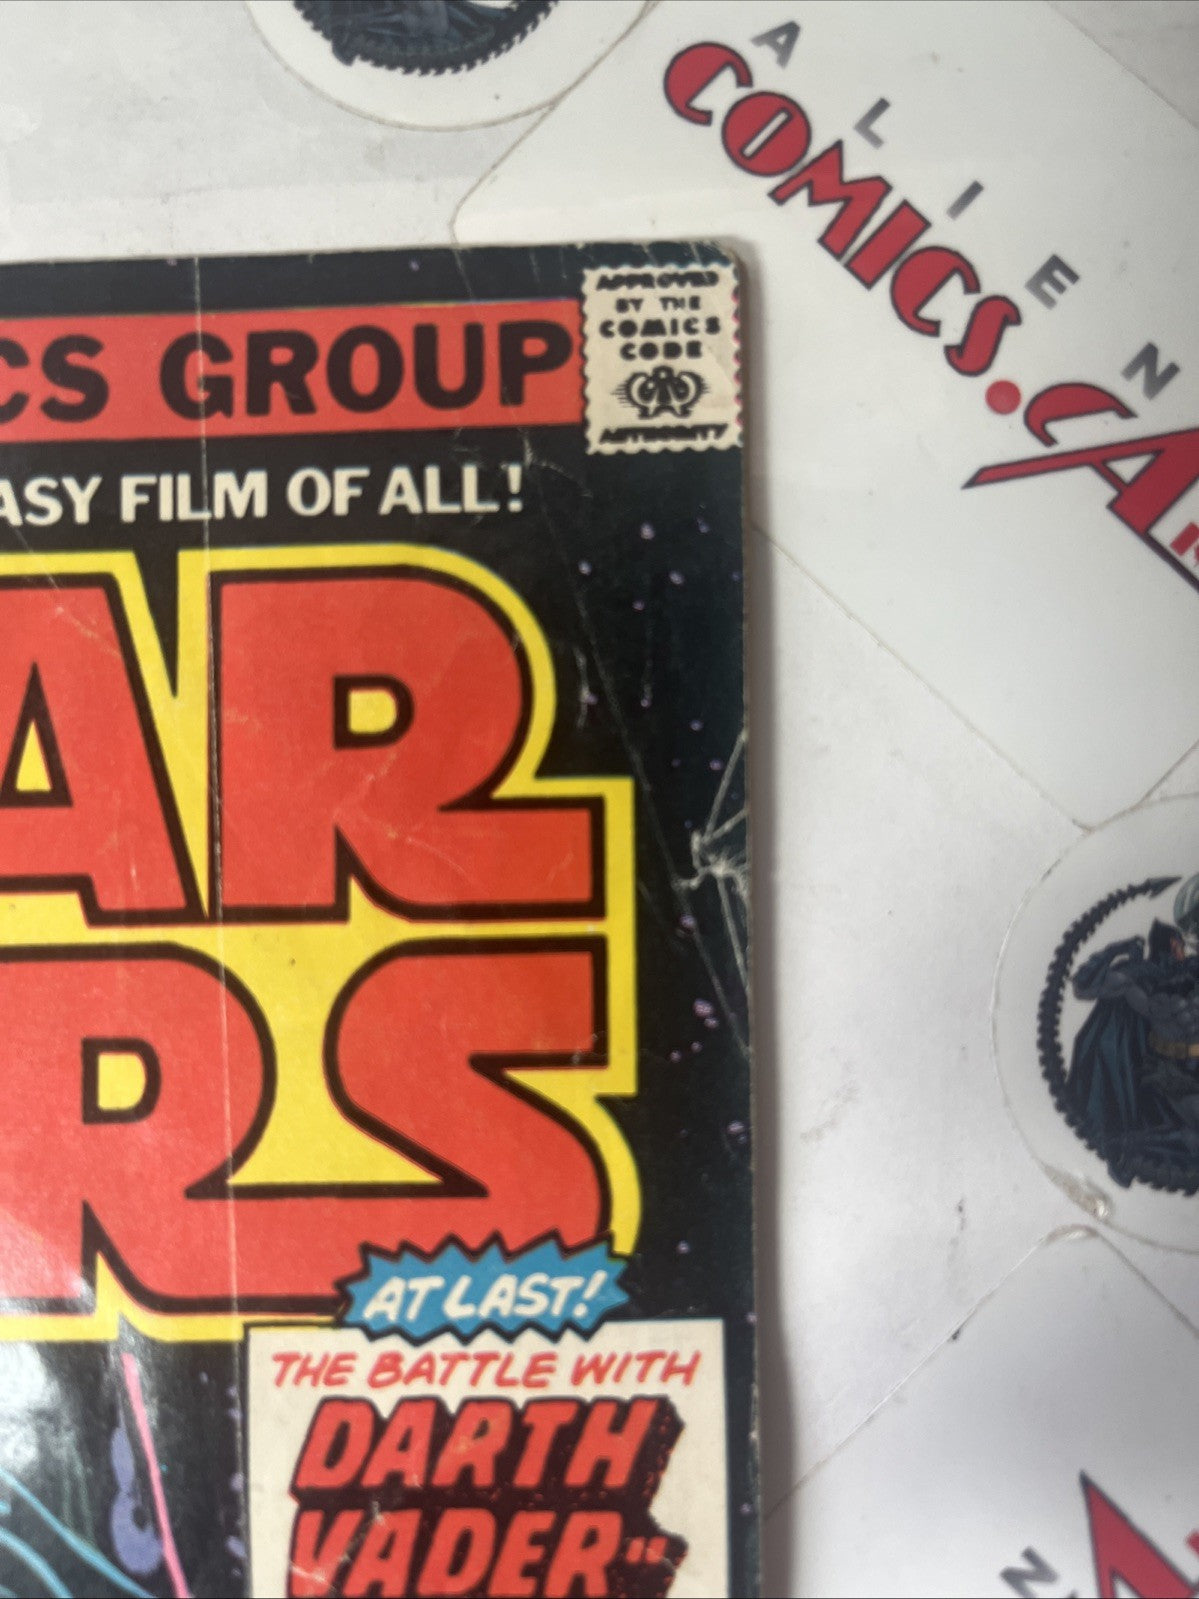 ALIEN
COMICS.CA
APPROVED
BY THE
COMICS
CODE
AUTHORITY
CS GROUP
ASY FILM OF ALL!
AR
RS
AT LAST!
THE BATTLE WITH
DARTH
VADER"